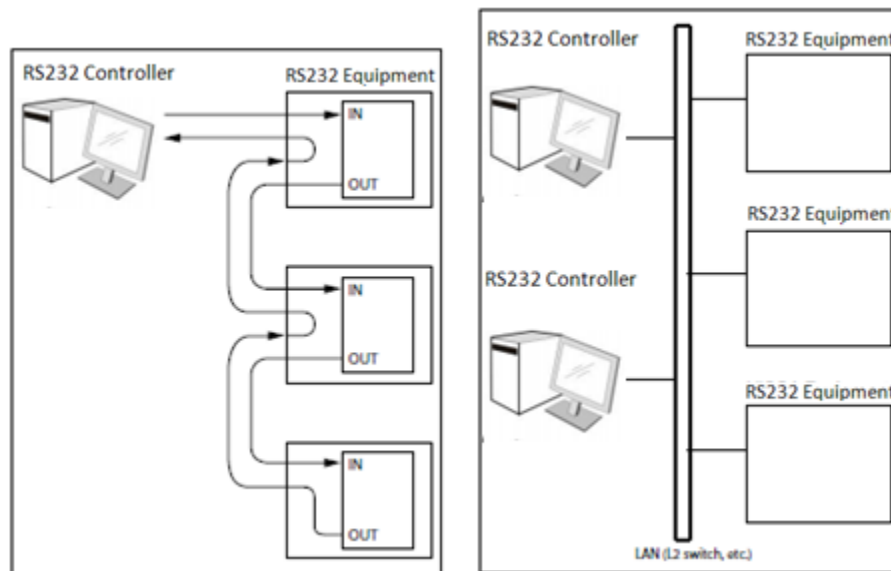 RS232 Controller
RS232 Equipment
IN
OUT
IN
OUT
IN
OUT
RS232 Controller
RS232 Equipment
RS232 Equipment
RS232 Controller
RS232 Equipment
LAN (L2 switch, etc.)